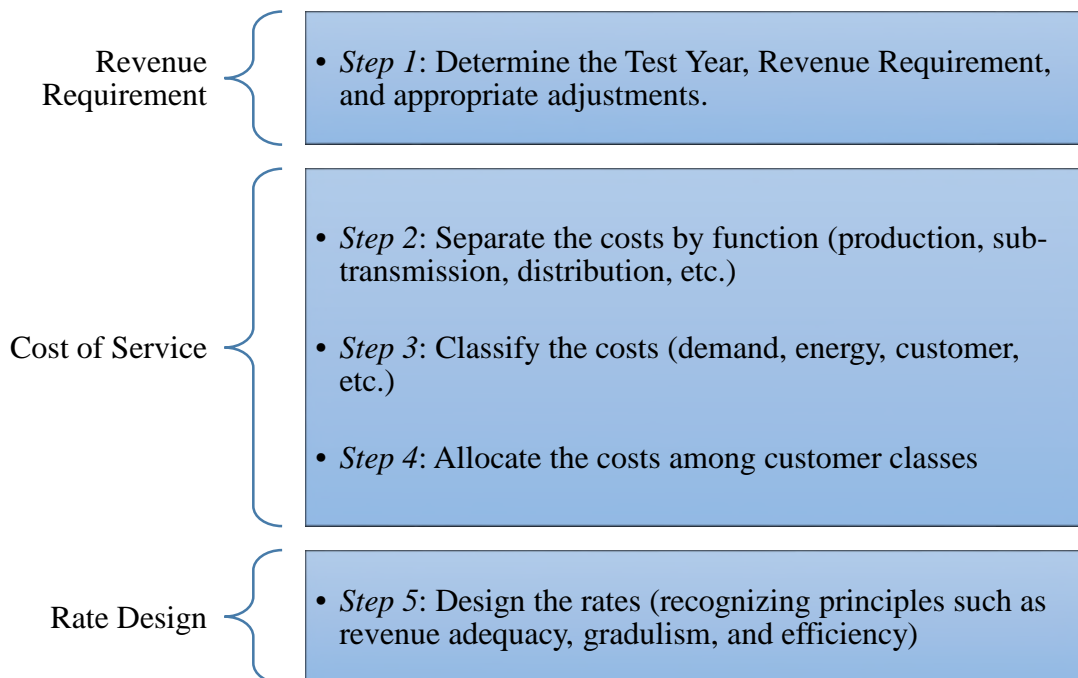 Revenue
Requirement
• Step 1: Determine the Test Year, Revenue Requirement,
and appropriate adjustments.
Cost of Service
• Step 2: Separate the costs by function (production, sub-
transmission, distribution, etc.)
• Step 3: Classify the costs (demand, energy, customer,
etc.)
• Step 4: Allocate the costs among customer classes
Rate Design
• Step 5: Design the rates (recognizing principles such as
revenue adequacy, gradulism, and efficiency)